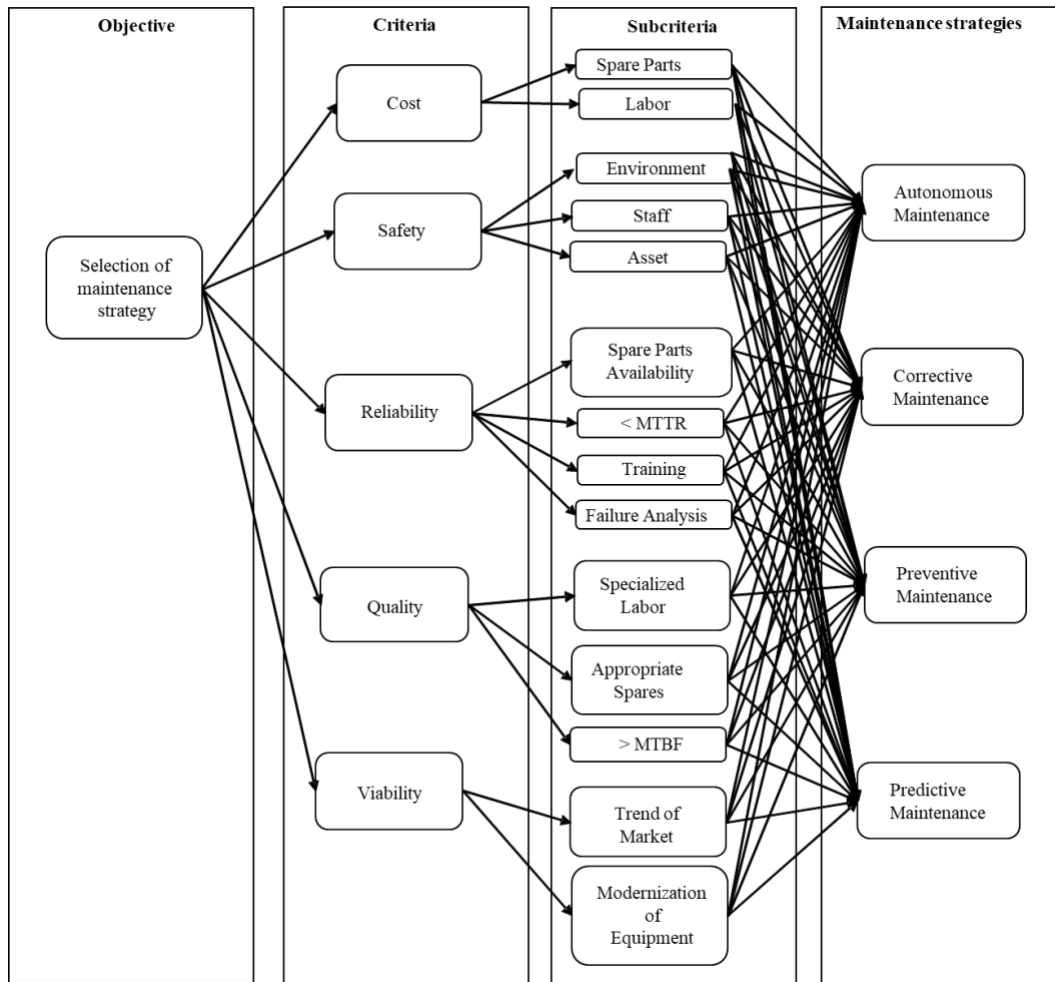 Objective
Criteria
Subcriteria
Maintenance strategies
Selection of
maintenance
strategy
Cost
Safety
Reliability
Quality
Viability
Spare Parts
Labor
Environment
Staff
Asset
Spare Parts
Availability
< MTTR
Training
Failure Analysis
Specialized
Labor
Appropriate
Spares
> MTBF
Trend of
Market
Modernization
of
Equipment
Autonomous
Maintenance
Corrective
Maintenance
Preventive
Maintenance
Predictive
Maintenance